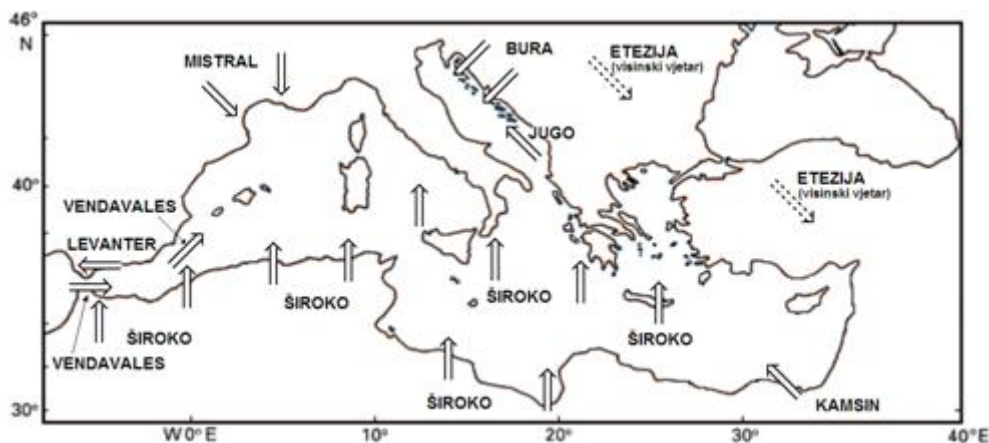 46°
N
MISTRAL
BURA
ETEZIJA
(visinski vjetar)
JUGO
40°
ETEZIJA
(visinski vjetar)
VENDAVALES
LEVANTER
ŠIROKO
ŠIROKO
ŠIROKO
ŠIROKO
VENDAVALES
ŠIROKO
KAMSIN
30°
W0°E
10°
20°
30°
40°E